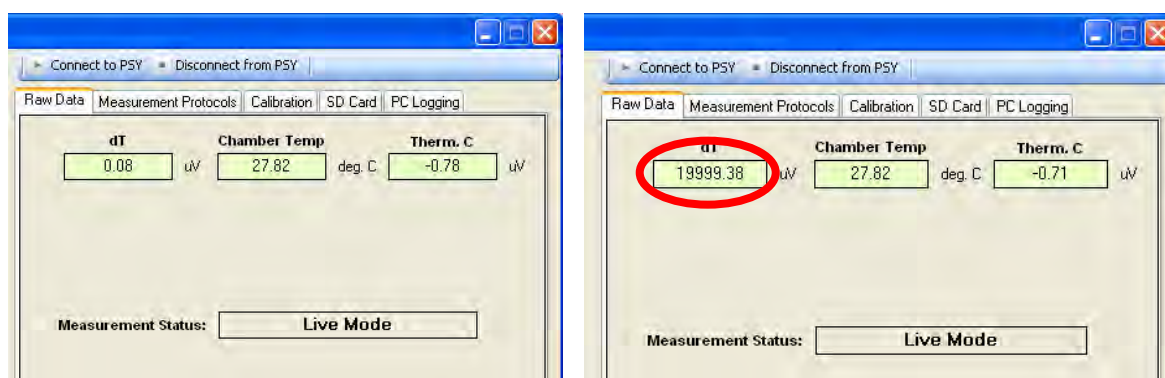 Connect to PSY Disconnect from PSY
Raw Data Measurement Protocols Calibration SD Card PC Logging
dT Chamber Temp Therm. C
0.08 uV 27.82 deg. C -0.78 uV
Measurement Status: Live Mode
Connect to PSY Disconnect from PSY
Raw Data Measurement Protocols Calibration SD Card PC Logging
dT Chamber Temp Therm. C
19999.38 uV 27.82 deg. C -0.71 uV
Measurement Status: Live Mode